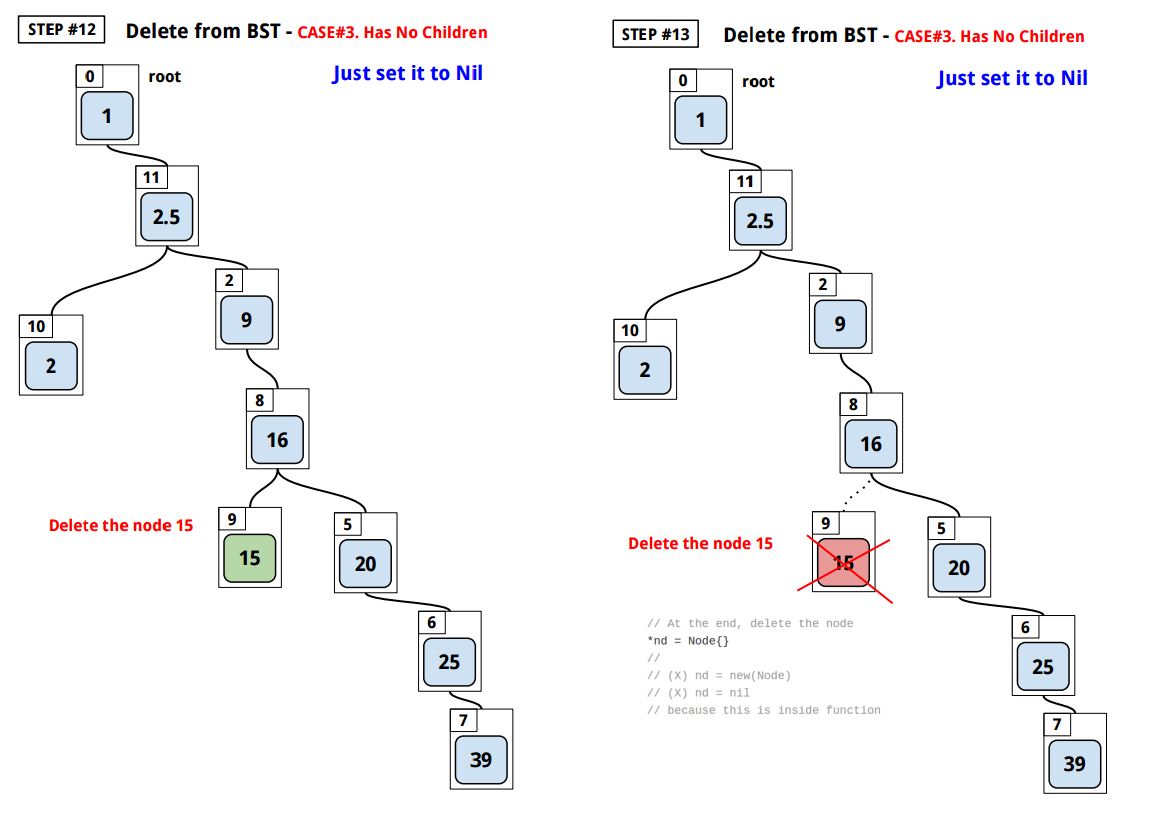 STEP #12
Delete from BST - CASE#3. Has No Children
Just set it to Nil
0
root
1
11
2.5
2
9
10
2
8
16
Delete the node 15
9
15
5
20
6
25
7
39
STEP #13
Delete from BST - CASE#3. Has No Children
Just set it to Nil
0
root
1
11
2.5
2
9
10
2
8
16
Delete the node 15
9
15
5
20
// At the end, delete the node
*nd = Node{}
//
// (X) nd = new(Node)
// (X) nd = nil
// because this is inside function
6
25
7
39